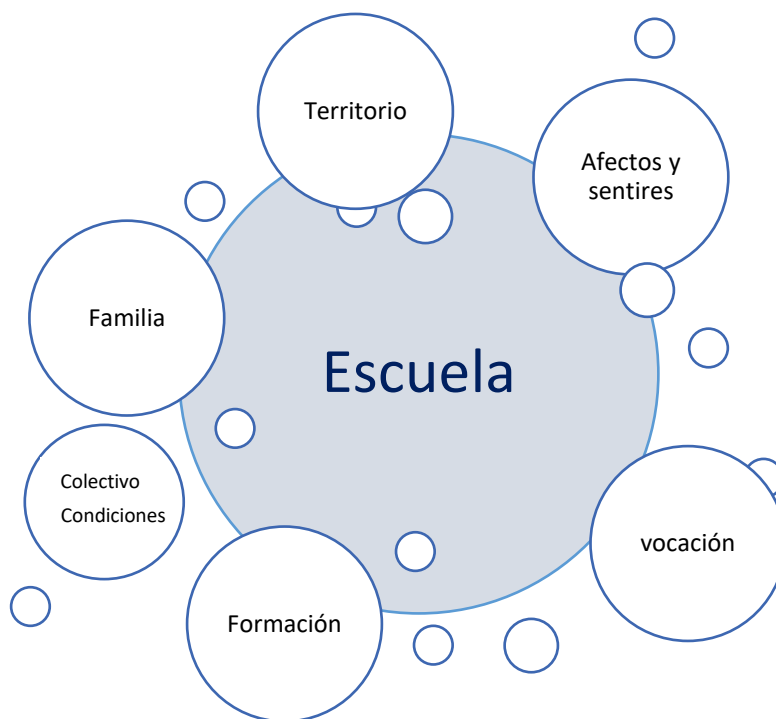 Territorio
Afectos y
sentires
Familia
Escuela
Colectivo
Condiciones
vocación
Formación